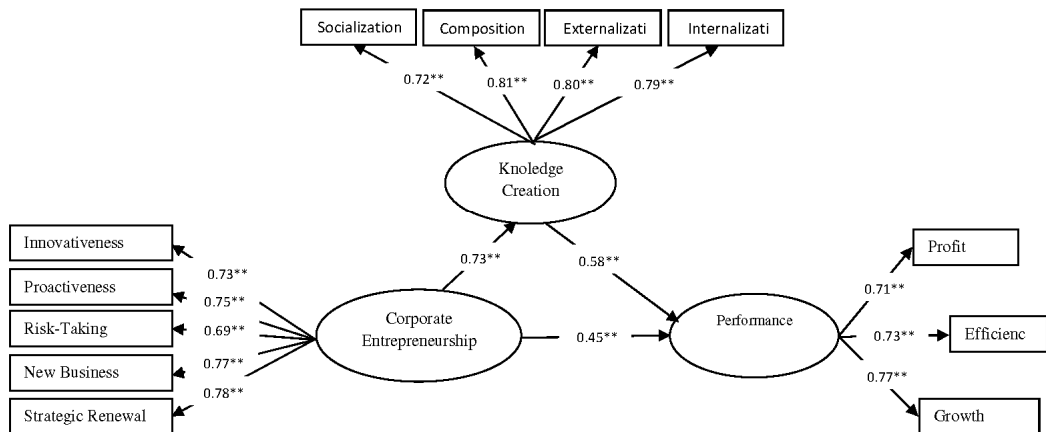 Socialization
Composition
Externalizati
Internalizati
0.72**
0.81**
0.80**
0.79**
Knoledge
Creation
Innovativeness
Proactiveness
Risk-Taking
New Business
Strategic Renewal
0.73**
0.75**
0.69**
0.77**
0.78**
Corporate
Entrepreneurship
0.73**
0.58**
0.45**
Performance
0.71**
0.73**
0.77**
Profit
Efficienc
Growth